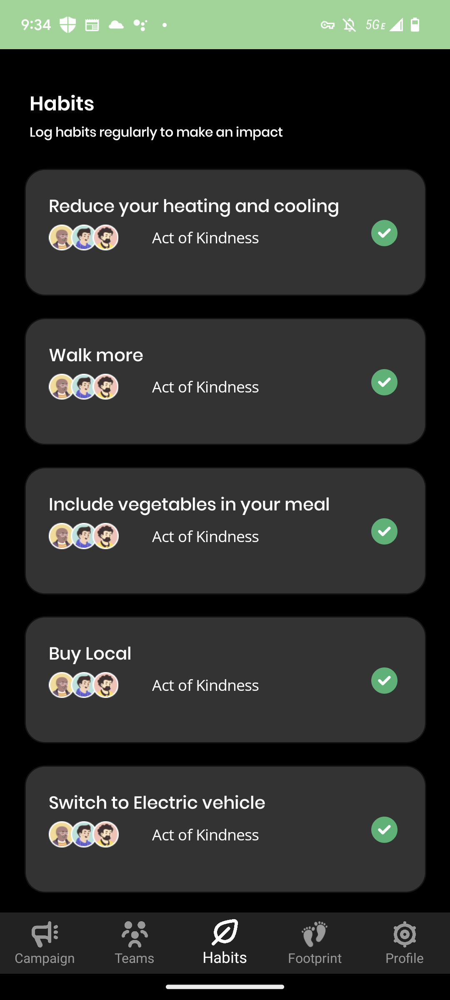 9:34
5G E
Habits
Log habits regularly to make an impact
Reduce your heating and cooling
Act of Kindness
Walk more
Act of Kindness
Include vegetables in your meal
Act of Kindness
Buy Local
Act of Kindness
Switch to Electric vehicle
Act of Kindness
Campaign
Teams
Habits
Footprint
Profile